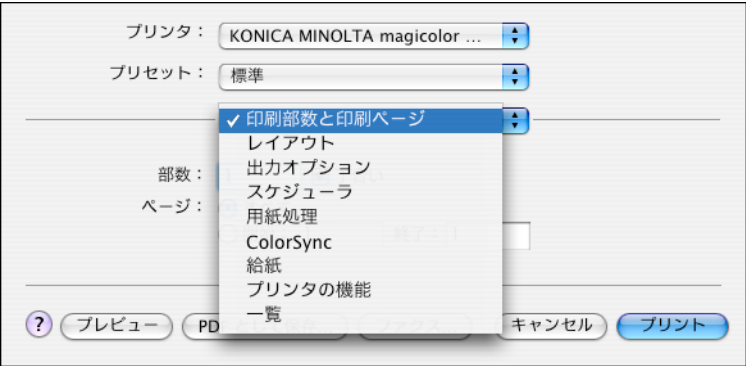 プリンタ： KONICA MINOLTA magicolor ...
プリセット： 標準
✓ 印刷部数と印刷ページ
レイアウト
出力オプション
部数：
スケジューラ
ページ：
用紙処理
ColorSync
給紙
プリンタの機能
一覧
? プレビュー PD キャンセル プリント